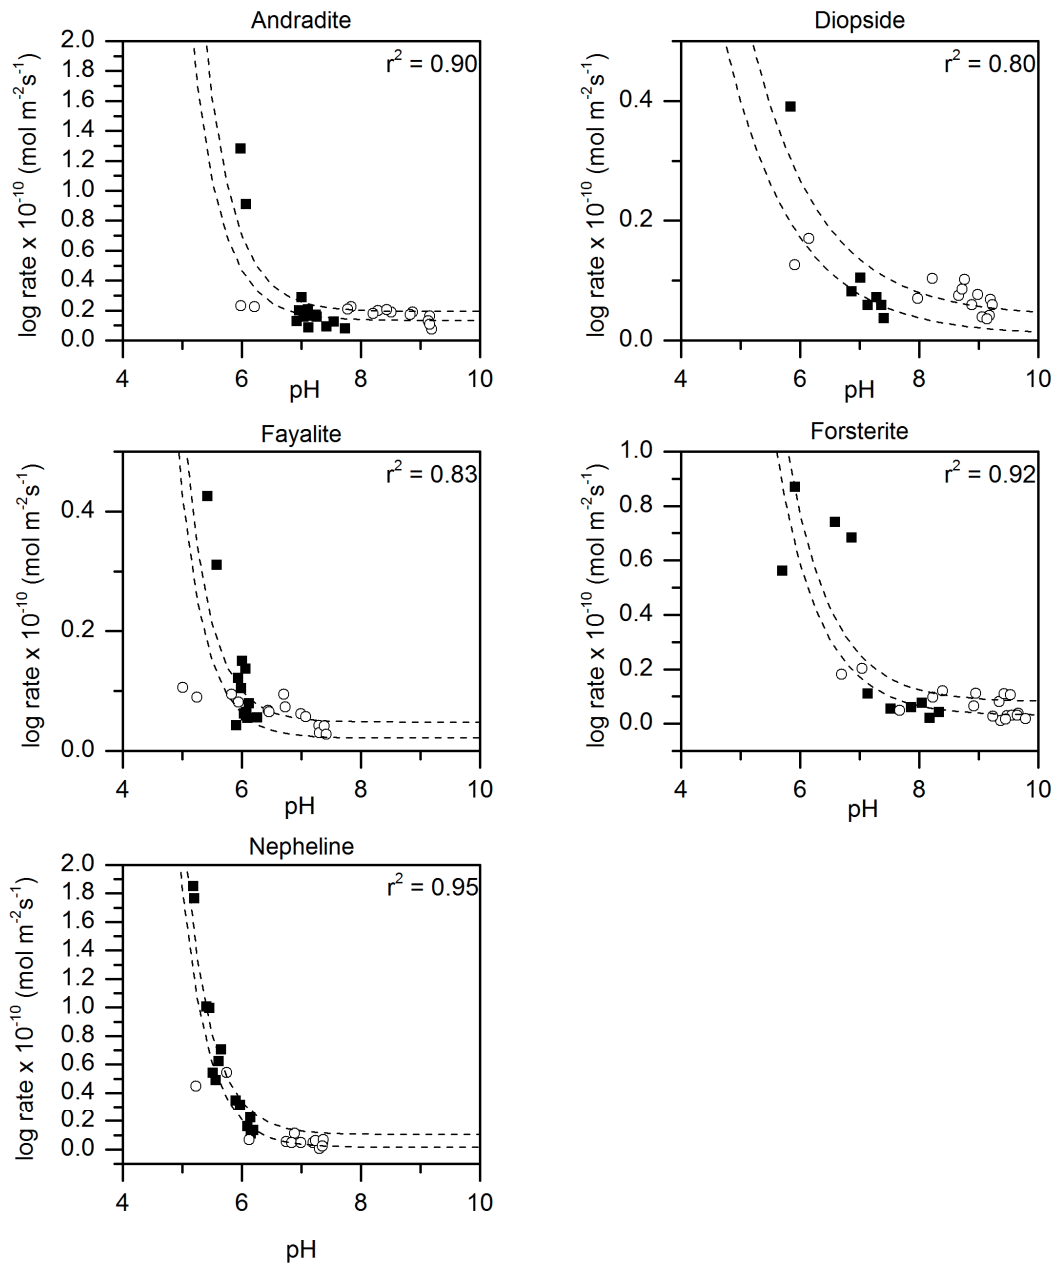 Andradite
r² = 0.90
log rate x 10⁻¹⁰ (mol m⁻²s⁻¹)
2.0
1.8
1.6
1.4
1.2
1.0
0.8
0.6
0.4
0.2
0.0
4 6 8 10
pH
Diopside
r² = 0.80
log rate x 10⁻¹⁰ (mol m⁻²s⁻¹)
0.4
0.2
0.0
4 6 8 10
pH
Fayalite
r² = 0.83
log rate x 10⁻¹⁰ (mol m⁻²s⁻¹)
0.4
0.2
0.0
4 6 8 10
pH
Forsterite
r² = 0.92
log rate x 10⁻¹⁰ (mol m⁻²s⁻¹)
1.0
0.8
0.6
0.4
0.2
0.0
4 6 8 10
pH
Nepheline
r² = 0.95
log rate x 10⁻¹⁰ (mol m⁻²s⁻¹)
2.0
1.8
1.6
1.4
1.2
1.0
0.8
0.6
0.4
0.2
0.0
4 6 8 10
pH